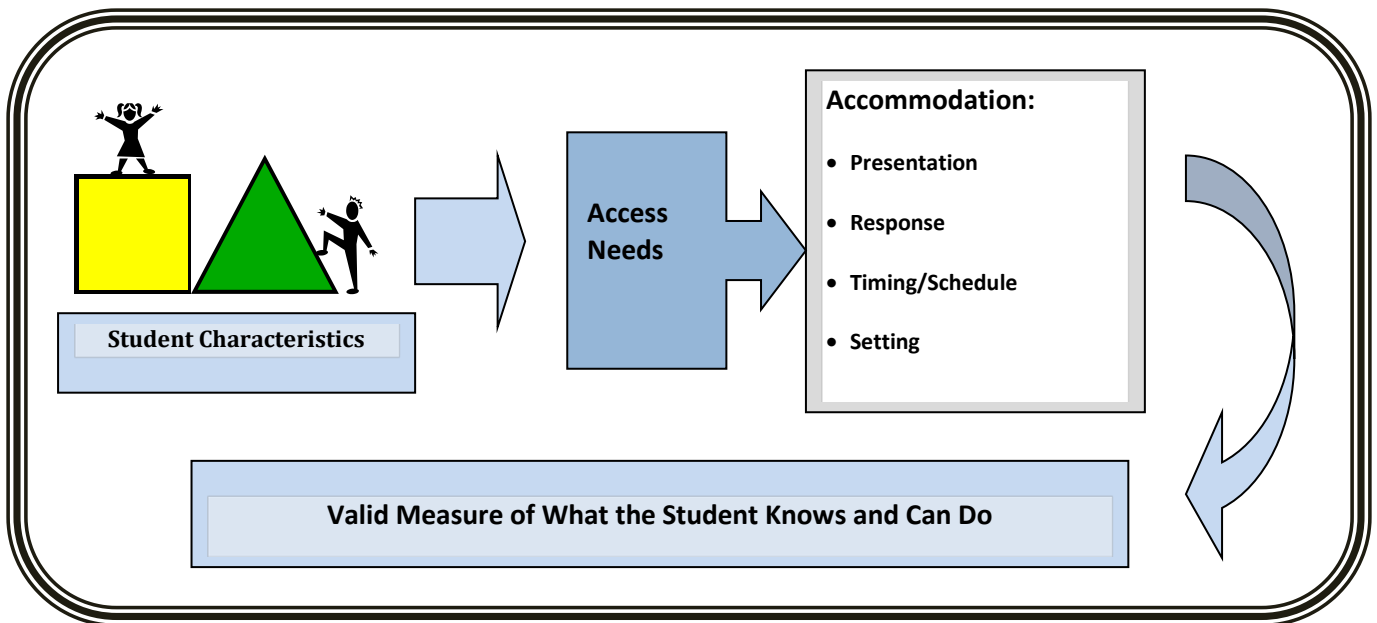 Student Characteristics
Access
Needs
Accommodation:
• Presentation
• Response
• Timing/Schedule
• Setting
Valid Measure of What the Student Knows and Can Do